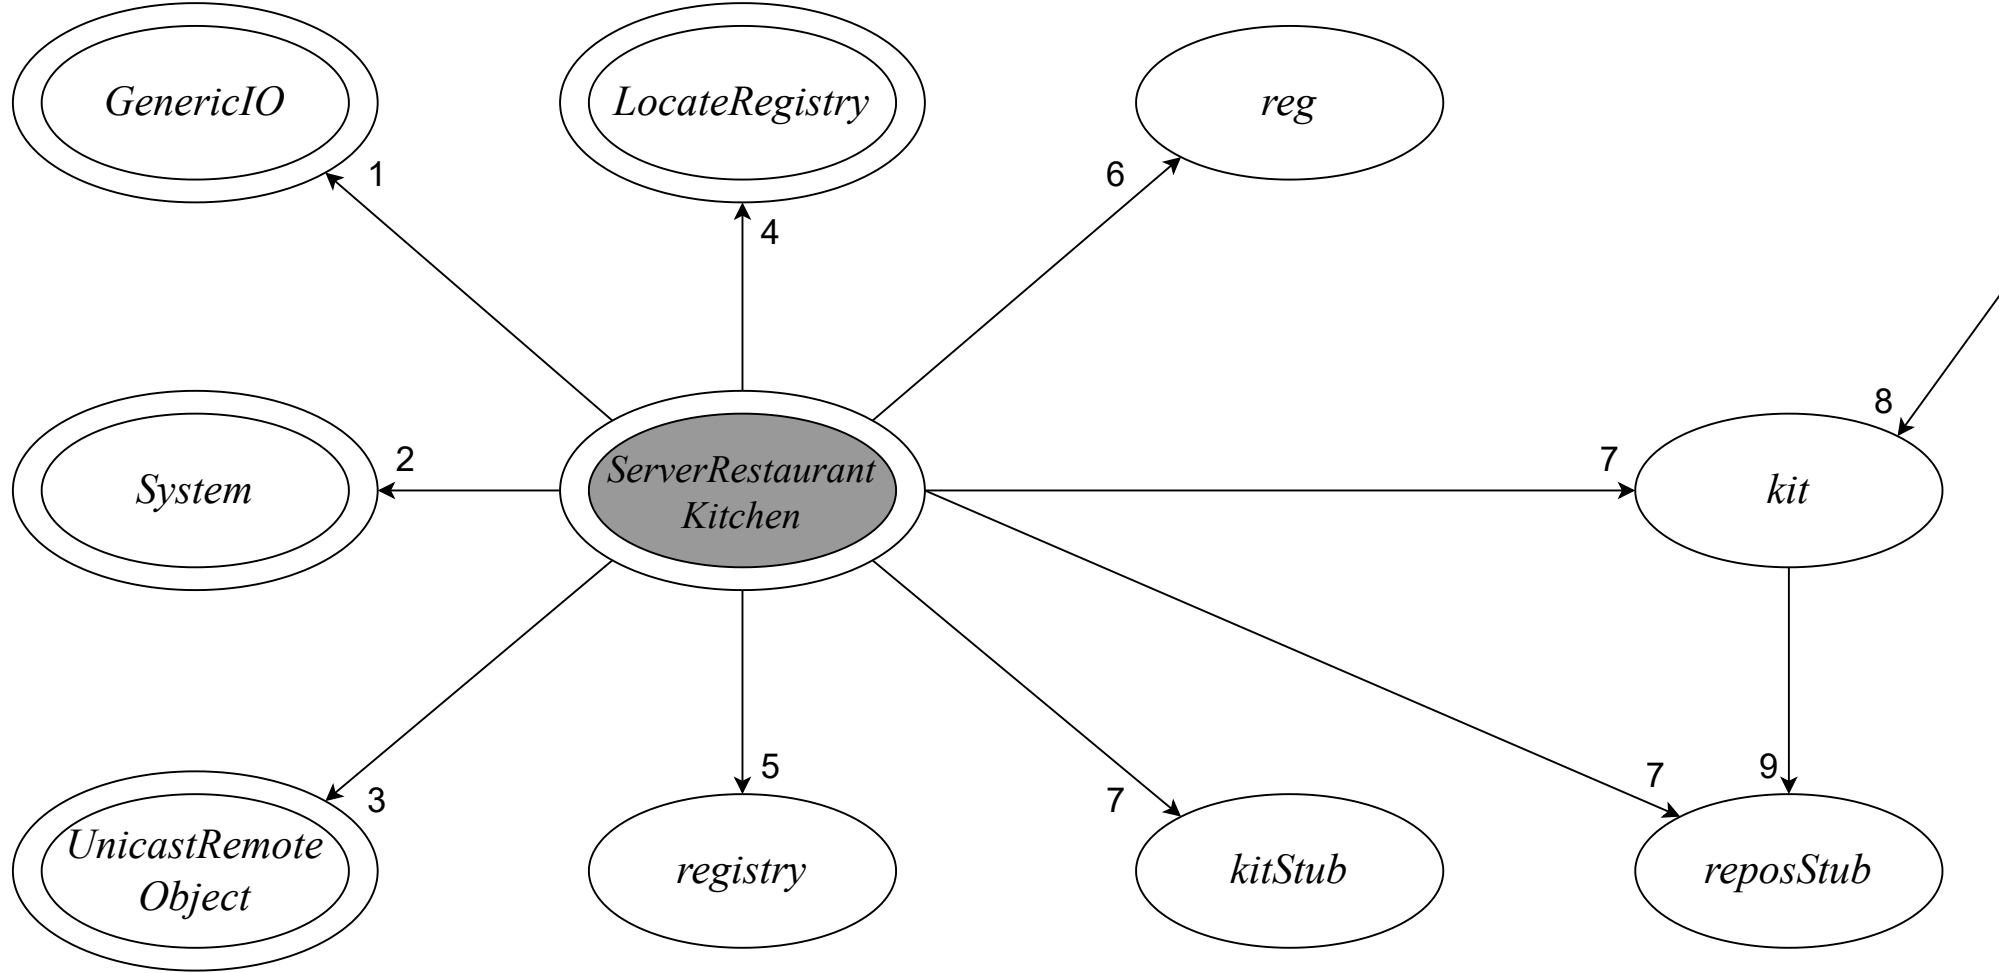 GenericIO
LocateRegistry
reg
1
6
4
8
ServerRestaurant
Kitchen
System
2
7
kit
5
9
7
3
7
UnicastRemote
Object
registry
kitStub
reposStub